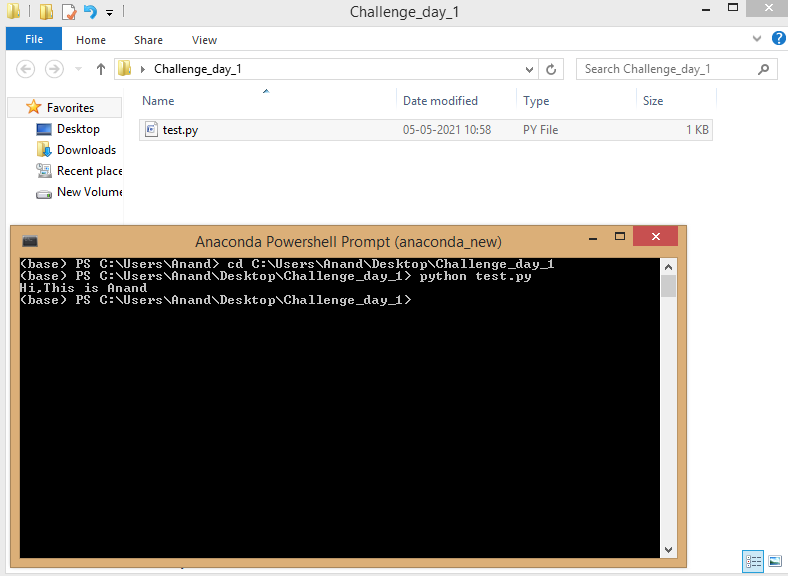 Challenge_day_1
File Home Share View
Challenge_day_1 Search Challenge_day_1
Name Date modified Type Size
test.py 05-05-2021 10:58 PY File 1 KB
Favorites
Desktop
Downloads
Recent place
New Volume
Anaconda Powershell Prompt (anaconda_new)
(base) PS C:\Users\Anand> cd C:\Users\Anand\Desktop\Challenge_day_1
(base) PS C:\Users\Anand\Desktop\Challenge_day_1> python test.py
Hi,This is Anand
(base) PS C:\Users\Anand\Desktop\Challenge_day_1>